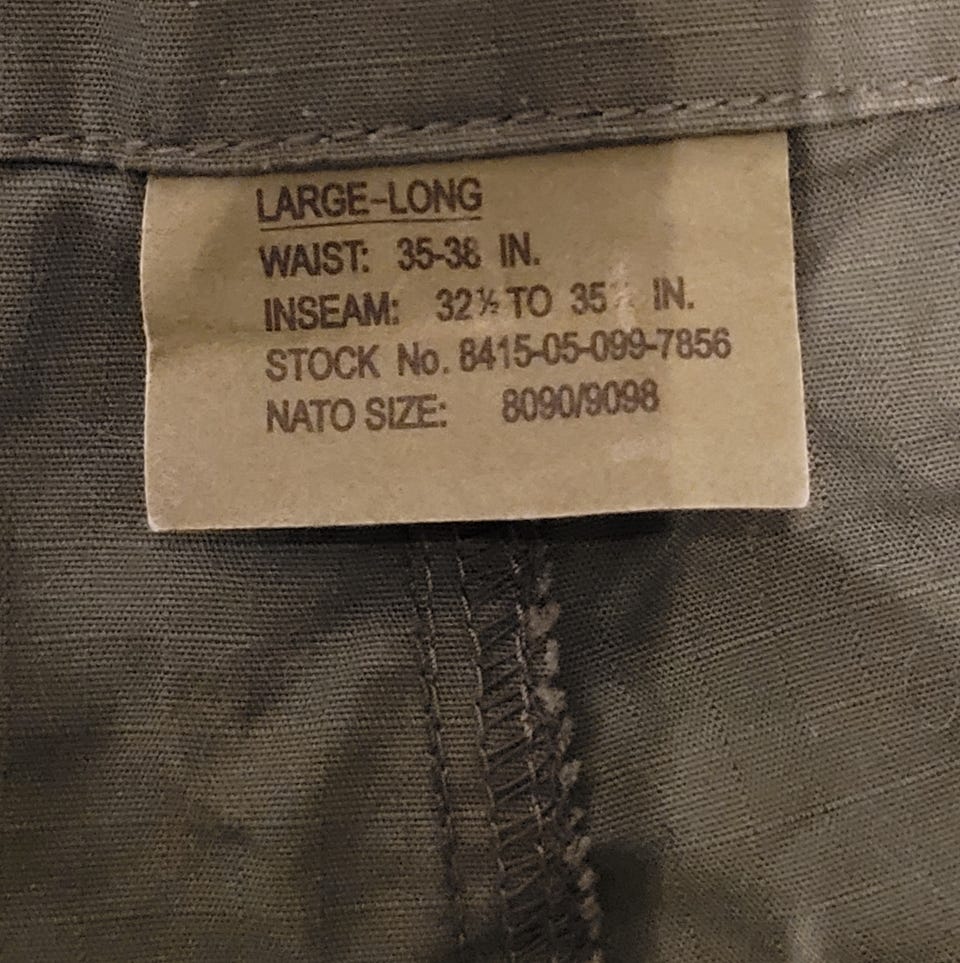 LARGE-LONG
WAIST: 35-38 IN.
INSEAM: 32½ TO 35½ IN.
STOCK No. 8415-05-099-7856
NATO SIZE: 8090/9098